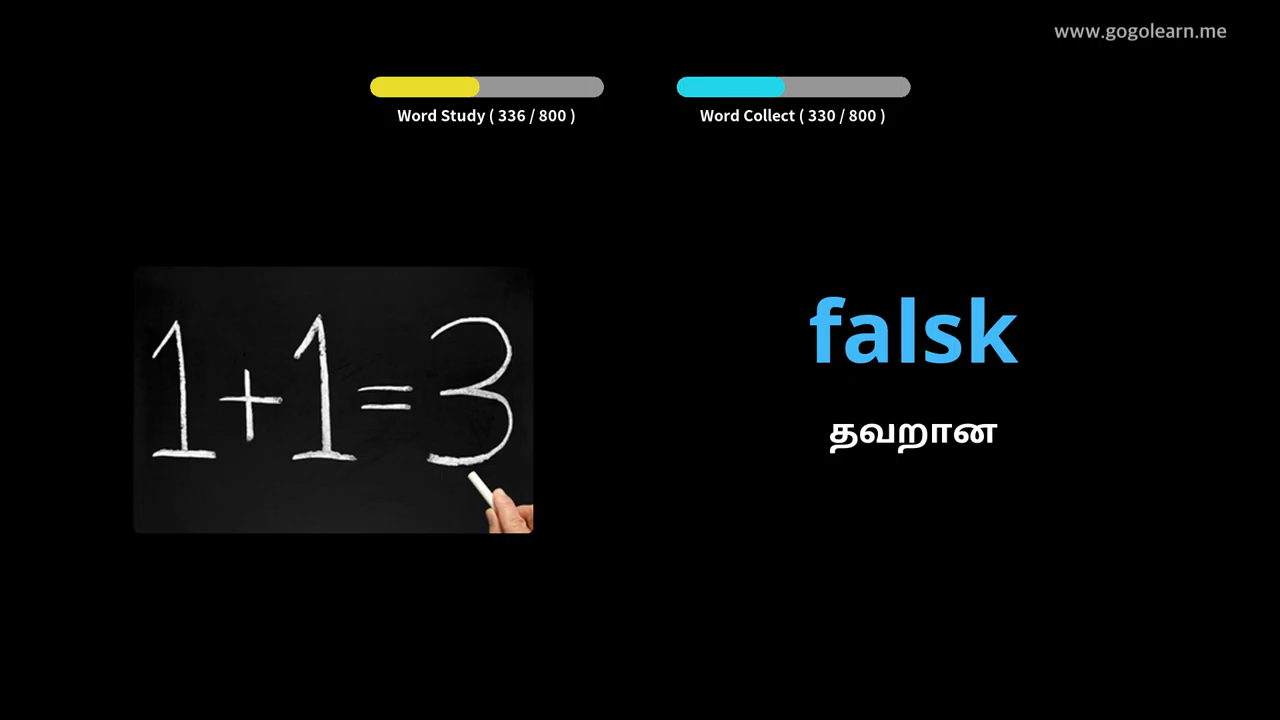 www.gogolearn.me
Word Study ( 336 / 800 )
Word Collect ( 330 / 800 )
1+1=3
falsk
தவறான